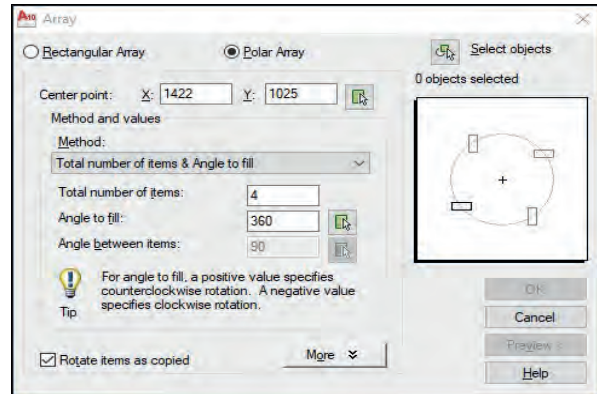 A10 Array
Rectangular Array Polar Array Select objects
0 objects selected
Center point: X: 1422 Y: 1025
Method and values
Method:
Total number of items & Angle to fill
Total number of items: 4
Angle to fill: 360
Angle between items: 90
For angle to fill, a positive value specifies
counterclockwise rotation. A negative value
specifies clockwise rotation.
Tip
OK
Cancel
Preview <
Rotate items as copied More
Help